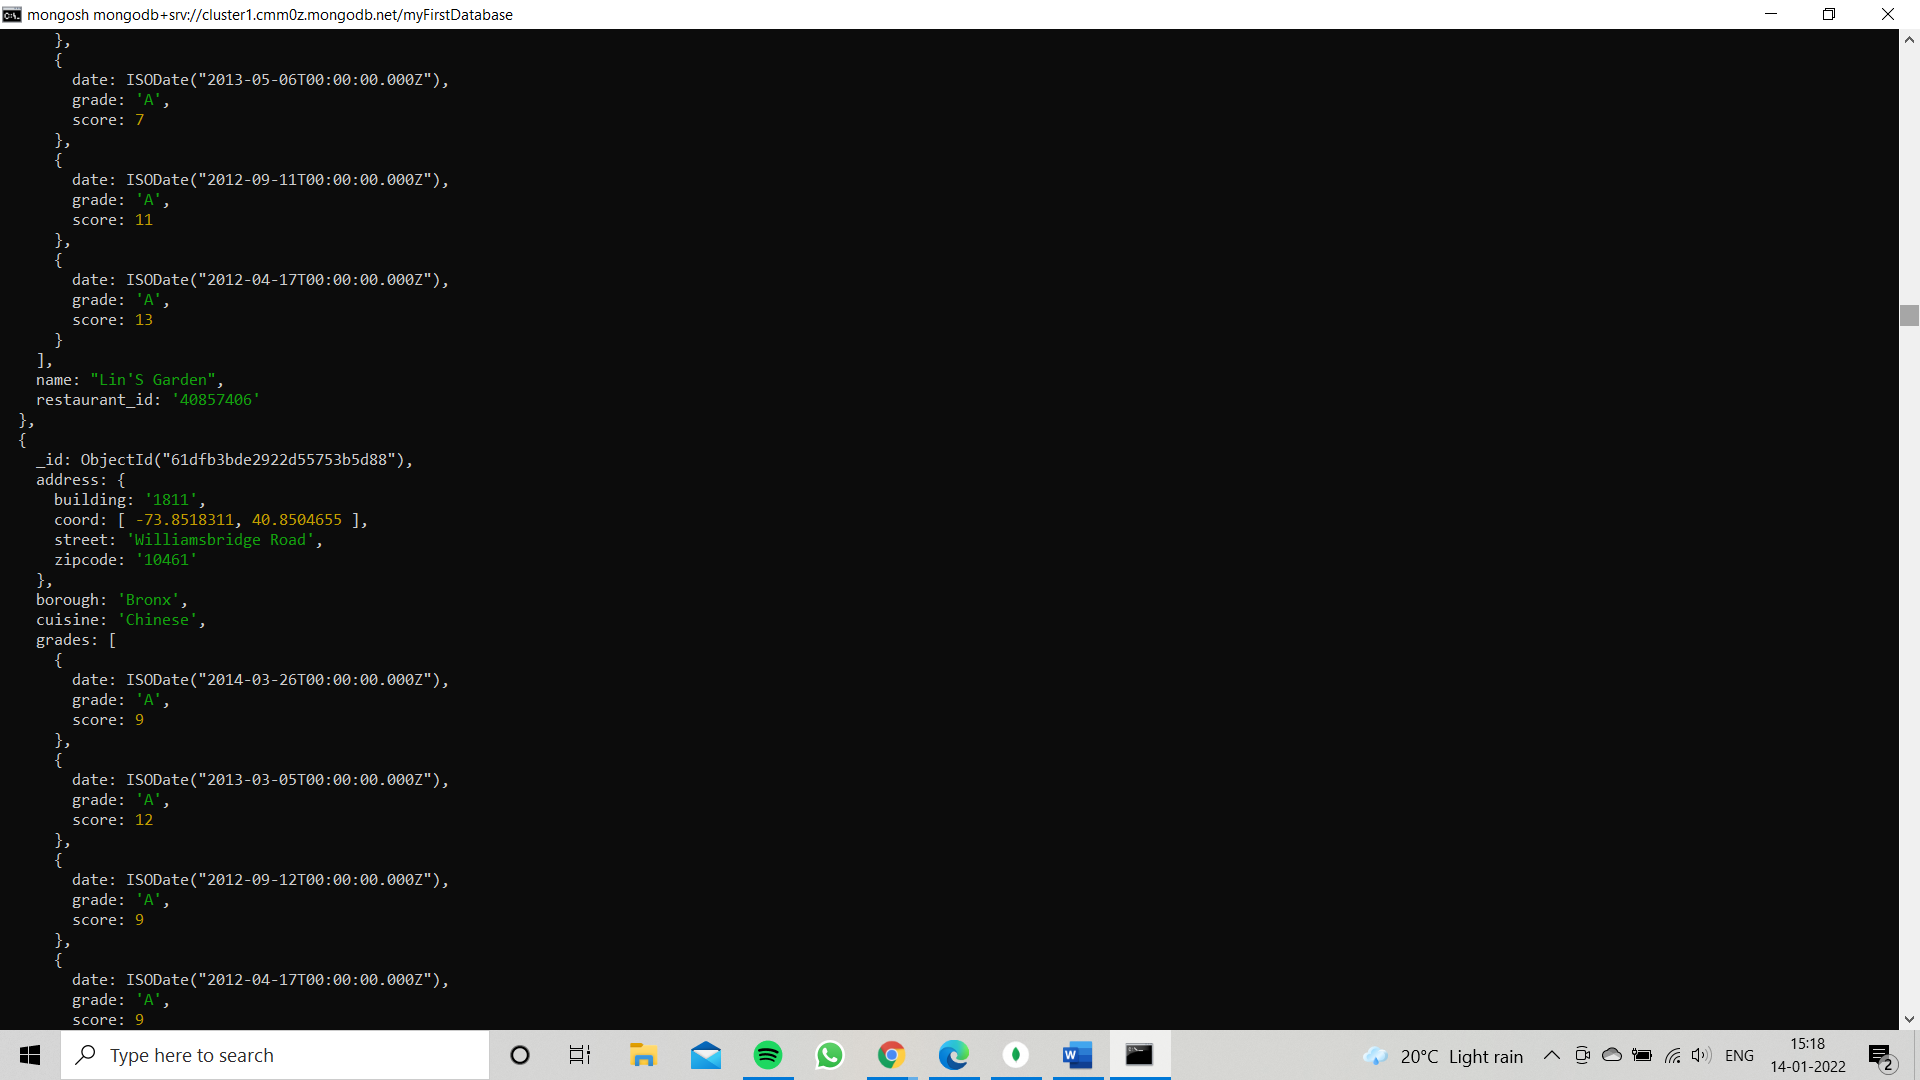 mongosh mongodb+srv://cluster1.cmm0z.mongodb.net/myFirstDatabase
},
{
date: ISODate("2013-05-06T00:00:00.000Z"),
grade: 'A',
score: 7
},
{
date: ISODate("2012-09-11T00:00:00.000Z"),
grade: 'A',
score: 11
},
{
date: ISODate("2012-04-17T00:00:00.000Z"),
grade: 'A',
score: 13
}
],
name: "Lin'S Garden",
restaurant_id: '40857406'
},
{
_id: ObjectId("61dfb3bde2922d55753b5d88"),
address: {
building: '1811',
coord: [ -73.8518311, 40.8504655 ],
street: 'Williamsbridge Road',
zipcode: '10461'
},
borough: 'Bronx',
cuisine: 'Chinese',
grades: [
{
date: ISODate("2014-03-26T00:00:00.000Z"),
grade: 'A',
score: 9
},
{
date: ISODate("2013-03-05T00:00:00.000Z"),
grade: 'A',
score: 12
},
{
date: ISODate("2012-09-12T00:00:00.000Z"),
grade: 'A',
score: 9
},
{
date: ISODate("2012-04-17T00:00:00.000Z"),
grade: 'A',
score: 9
Type here to search
20°C Light rain
ENG
15:18
14-01-2022
2